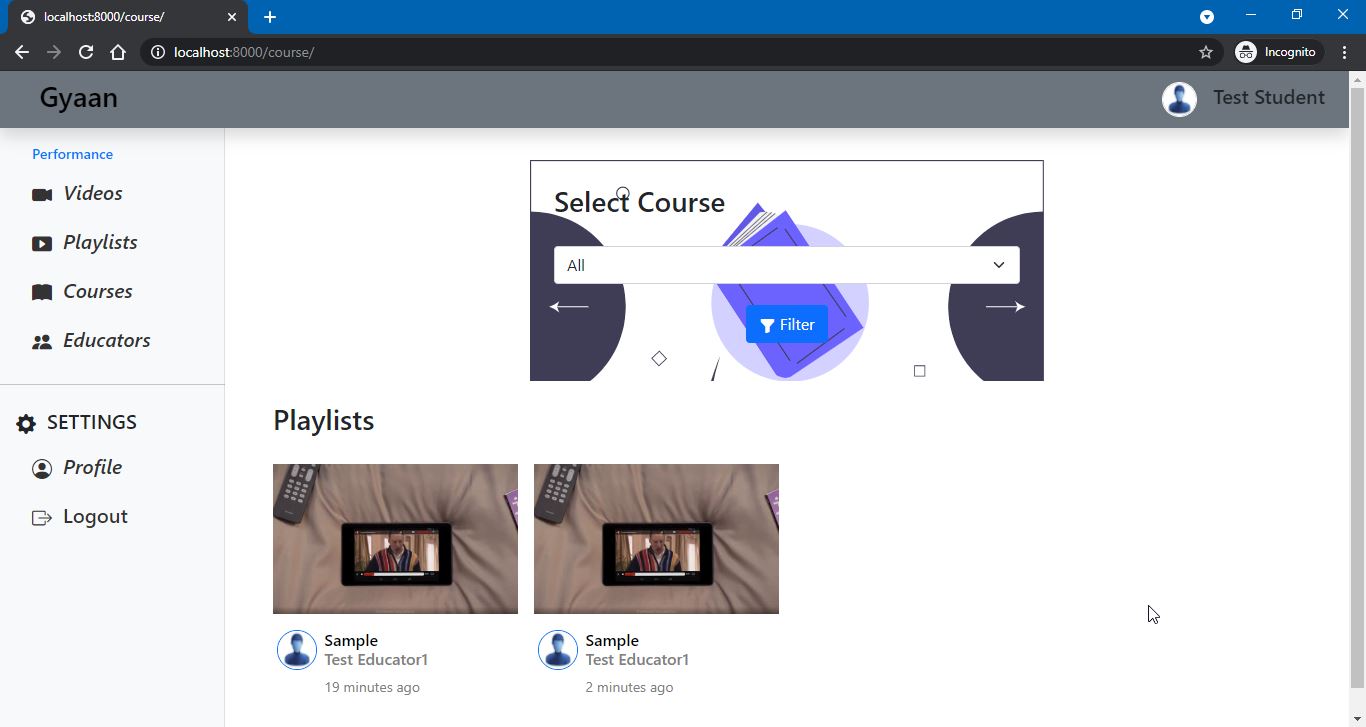 localhost:8000/course/
localhost:8000/course/
Incognito
Gyaan
Test Student
Performance
Videos
Playlists
Courses
Educators
SETTINGS
Profile
Logout
Select Course
All
Filter
Playlists
Sample
Test Educator1
19 minutes ago
Sample
Test Educator1
2 minutes ago